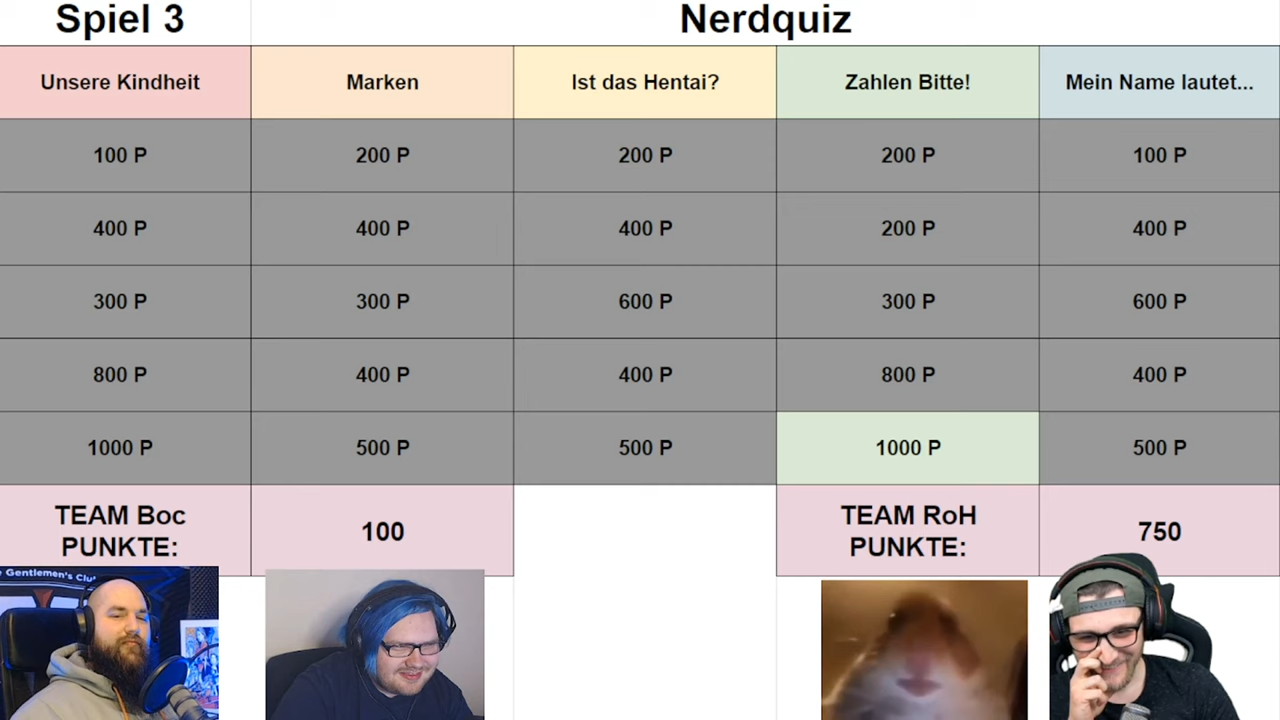 Spiel 3
Nerdquiz
Unsere Kindheit
Marken
Ist das Hentai?
Zahlen Bitte!
Mein Name lautet...
100 P
200 P
200 P
200 P
100 P
400 P
400 P
400 P
200 P
400 P
300 P
300 P
600 P
300 P
600 P
800 P
400 P
400 P
800 P
400 P
1000 P
500 P
500 P
1000 P
500 P
TEAM Boc
PUNKTE:
100
TEAM RoH
PUNKTE:
750
Gentlemen's Clu